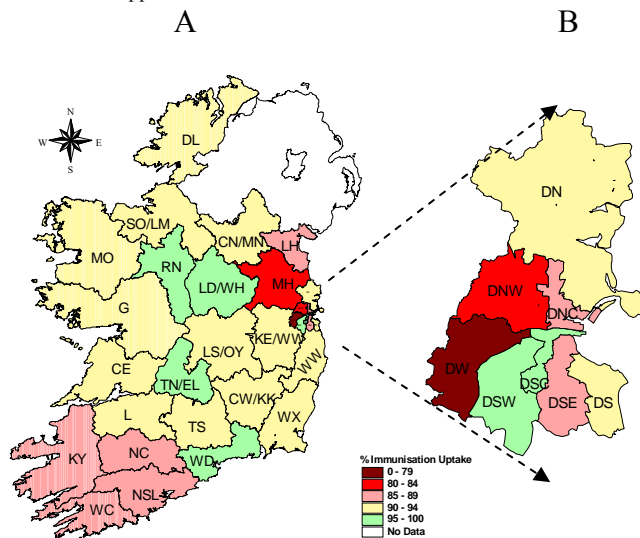 A
B
N
W
E
S
DL
SO/LM
CN/MN
LH
MO
RN
LD/WH
MH
G
KE/WW
LS/OY
WW
CE
TN/EL
CW/KK
L
TS
WX
KY
NC
WD
NSL
WC
DN
DNW
DNC
DW
DSC
DSW
DSE
DS
% Immunisation Uptake
0 - 79
80 - 84
85 - 89
90 - 94
95 - 100
No Data